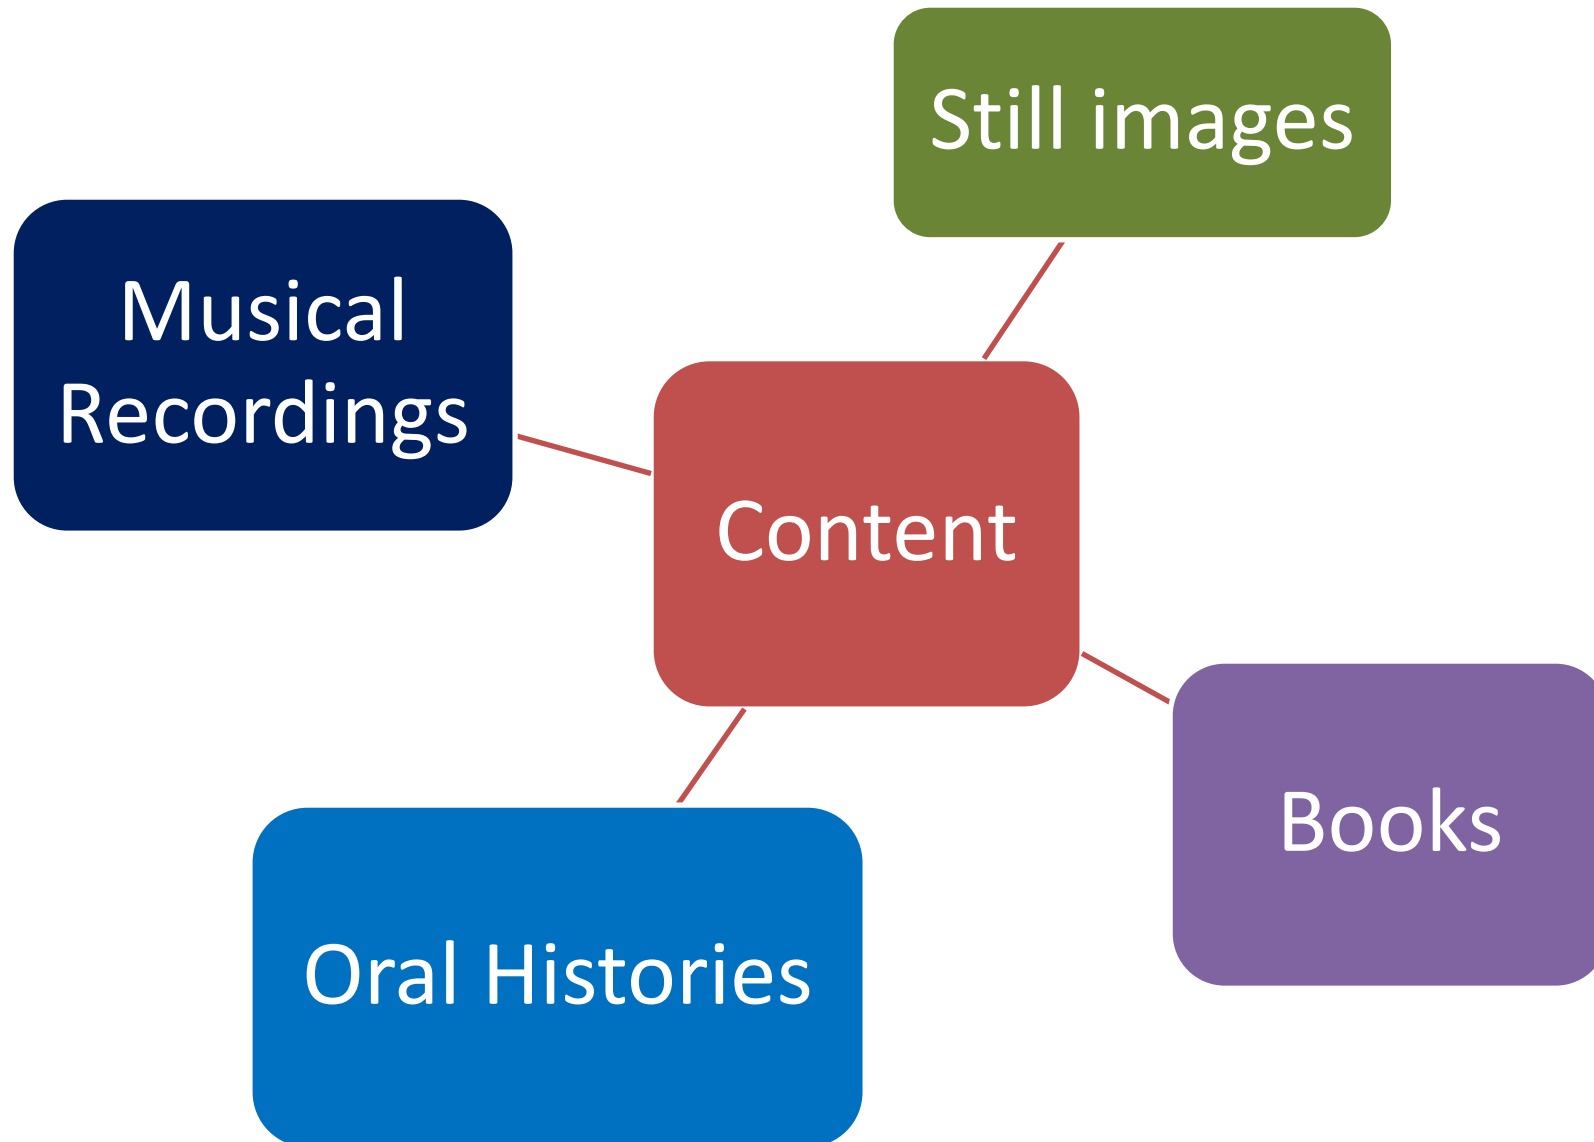 Still images
Musical
Recordings
Content
Books
Oral Histories